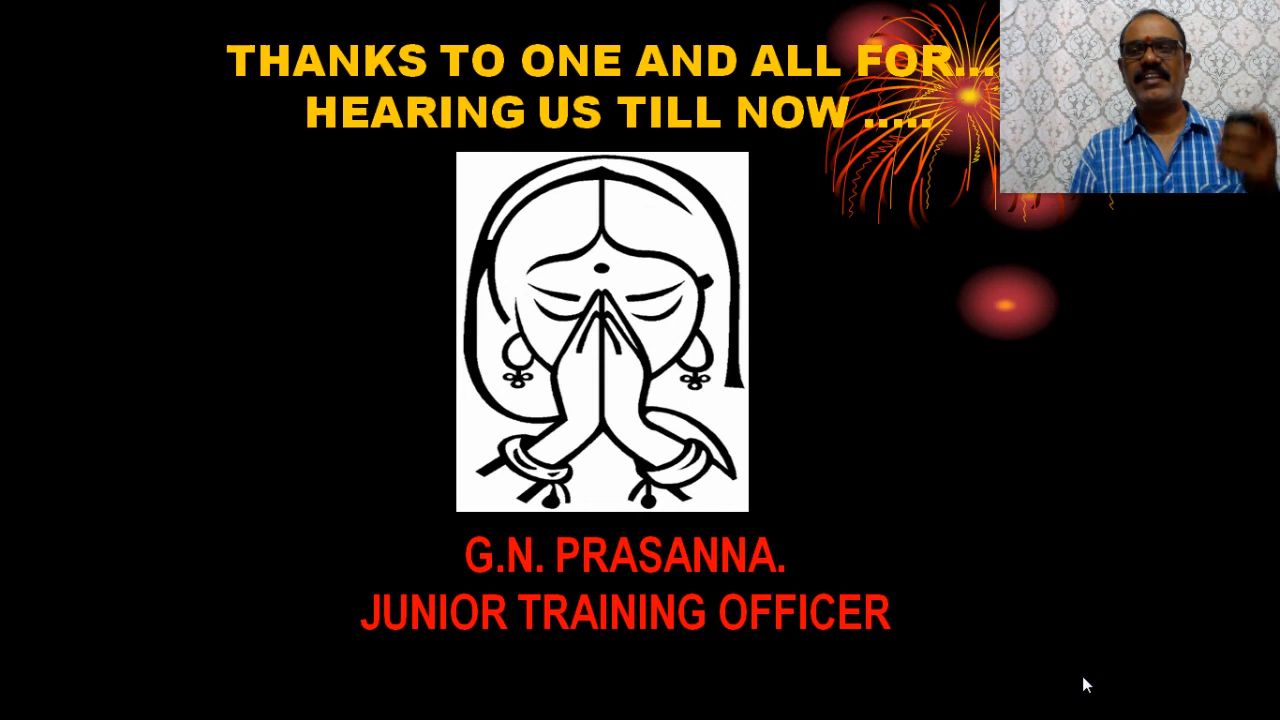 THANKS TO ONE AND ALL FOR...
HEARING US TILL NOW .....
G.N. PRASANNA.
JUNIOR TRAINING OFFICER